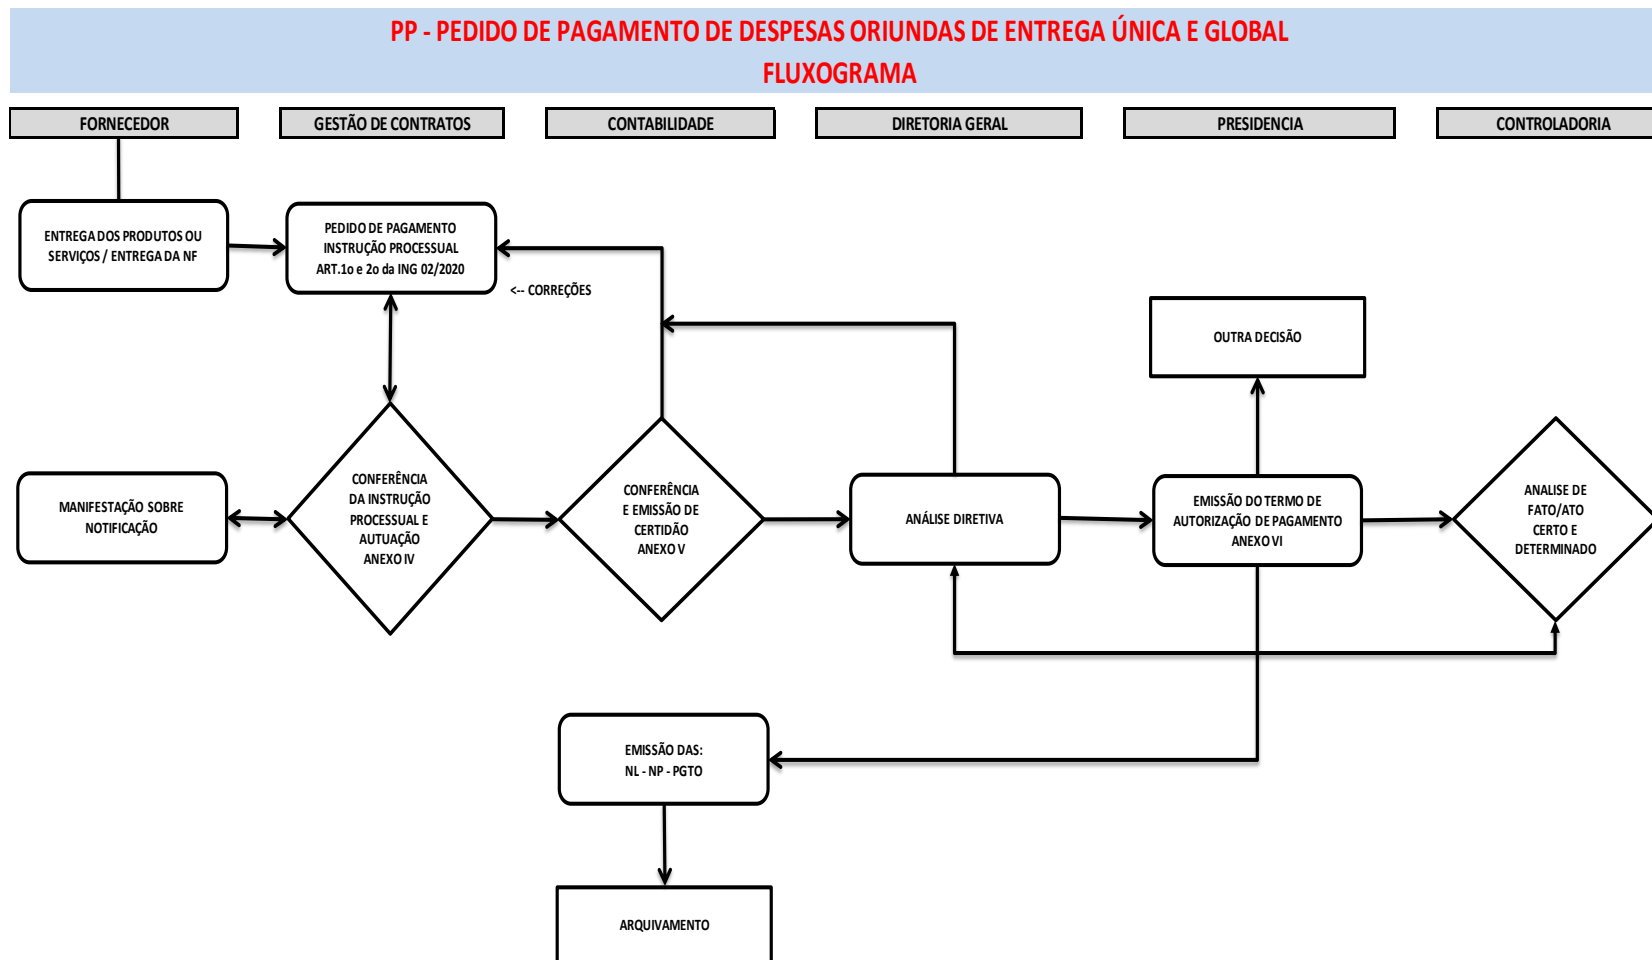 PP - PEDIDO DE PAGAMENTO DE DESPESAS ORIUNDAS DE ENTREGA ÚNICA E GLOBAL
FLUXOGRAMA
FORNECEDOR
GESTÃO DE CONTRATOS
CONTABILIDADE
DIRETORIA GERAL
PRESIDENCIA
CONTROLADORIA
ENTREGA DOS PRODUTOS OU
SERVIÇOS / ENTREGA DA NF
PEDIDO DE PAGAMENTO
INSTRUÇÃO PROCESSUAL
ART.1o e 2o da ING 02/2020
<-- CORREÇÕES
OUTRA DECISÃO
MANIFESTAÇÃO SOBRE
NOTIFICAÇÃO
CONFERÊNCIA
DA INSTRUÇÃO
PROCESSUAL E
AUTUAÇÃO
ANEXO IV
CONFERÊNCIA
E EMISSÃO DE
CERTIDÃO
ANEXO V
ANÁLISE DIRETIVA
EMISSÃO DO TERMO DE
AUTORIZAÇÃO DE PAGAMENTO
ANEXO VI
ANALISE DE
FATO/ATO
CERTO E
DETERMINADO
EMISSÃO DAS:
NL - NP - PGTO
ARQUIVAMENTO